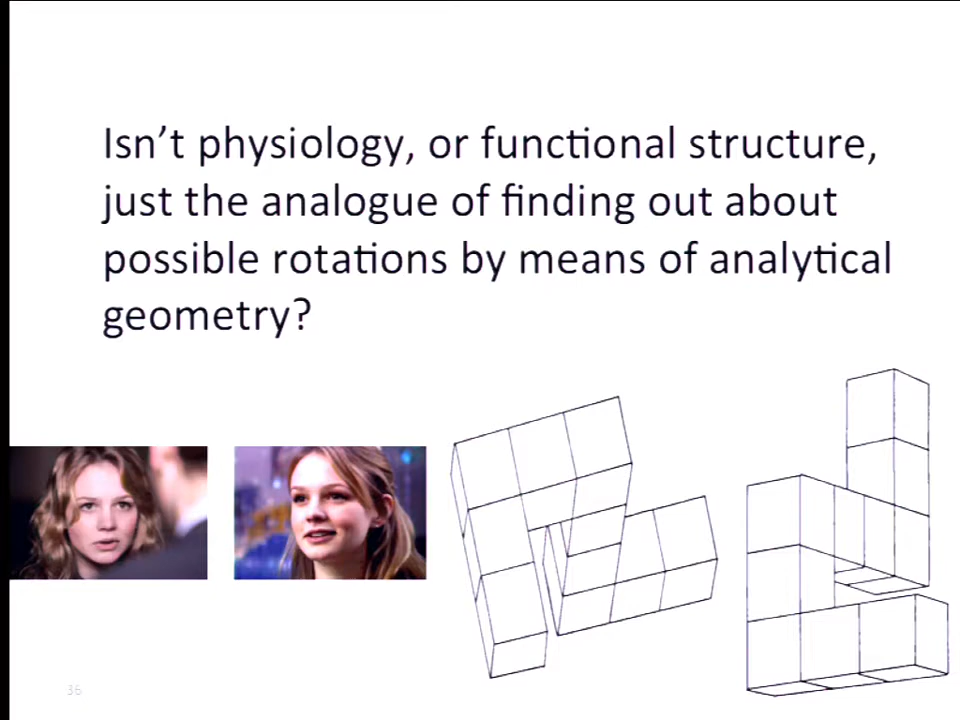 Isn’t physiology, or functional structure,
just the analogue of finding out about
possible rotations by means of analytical
geometry?
36